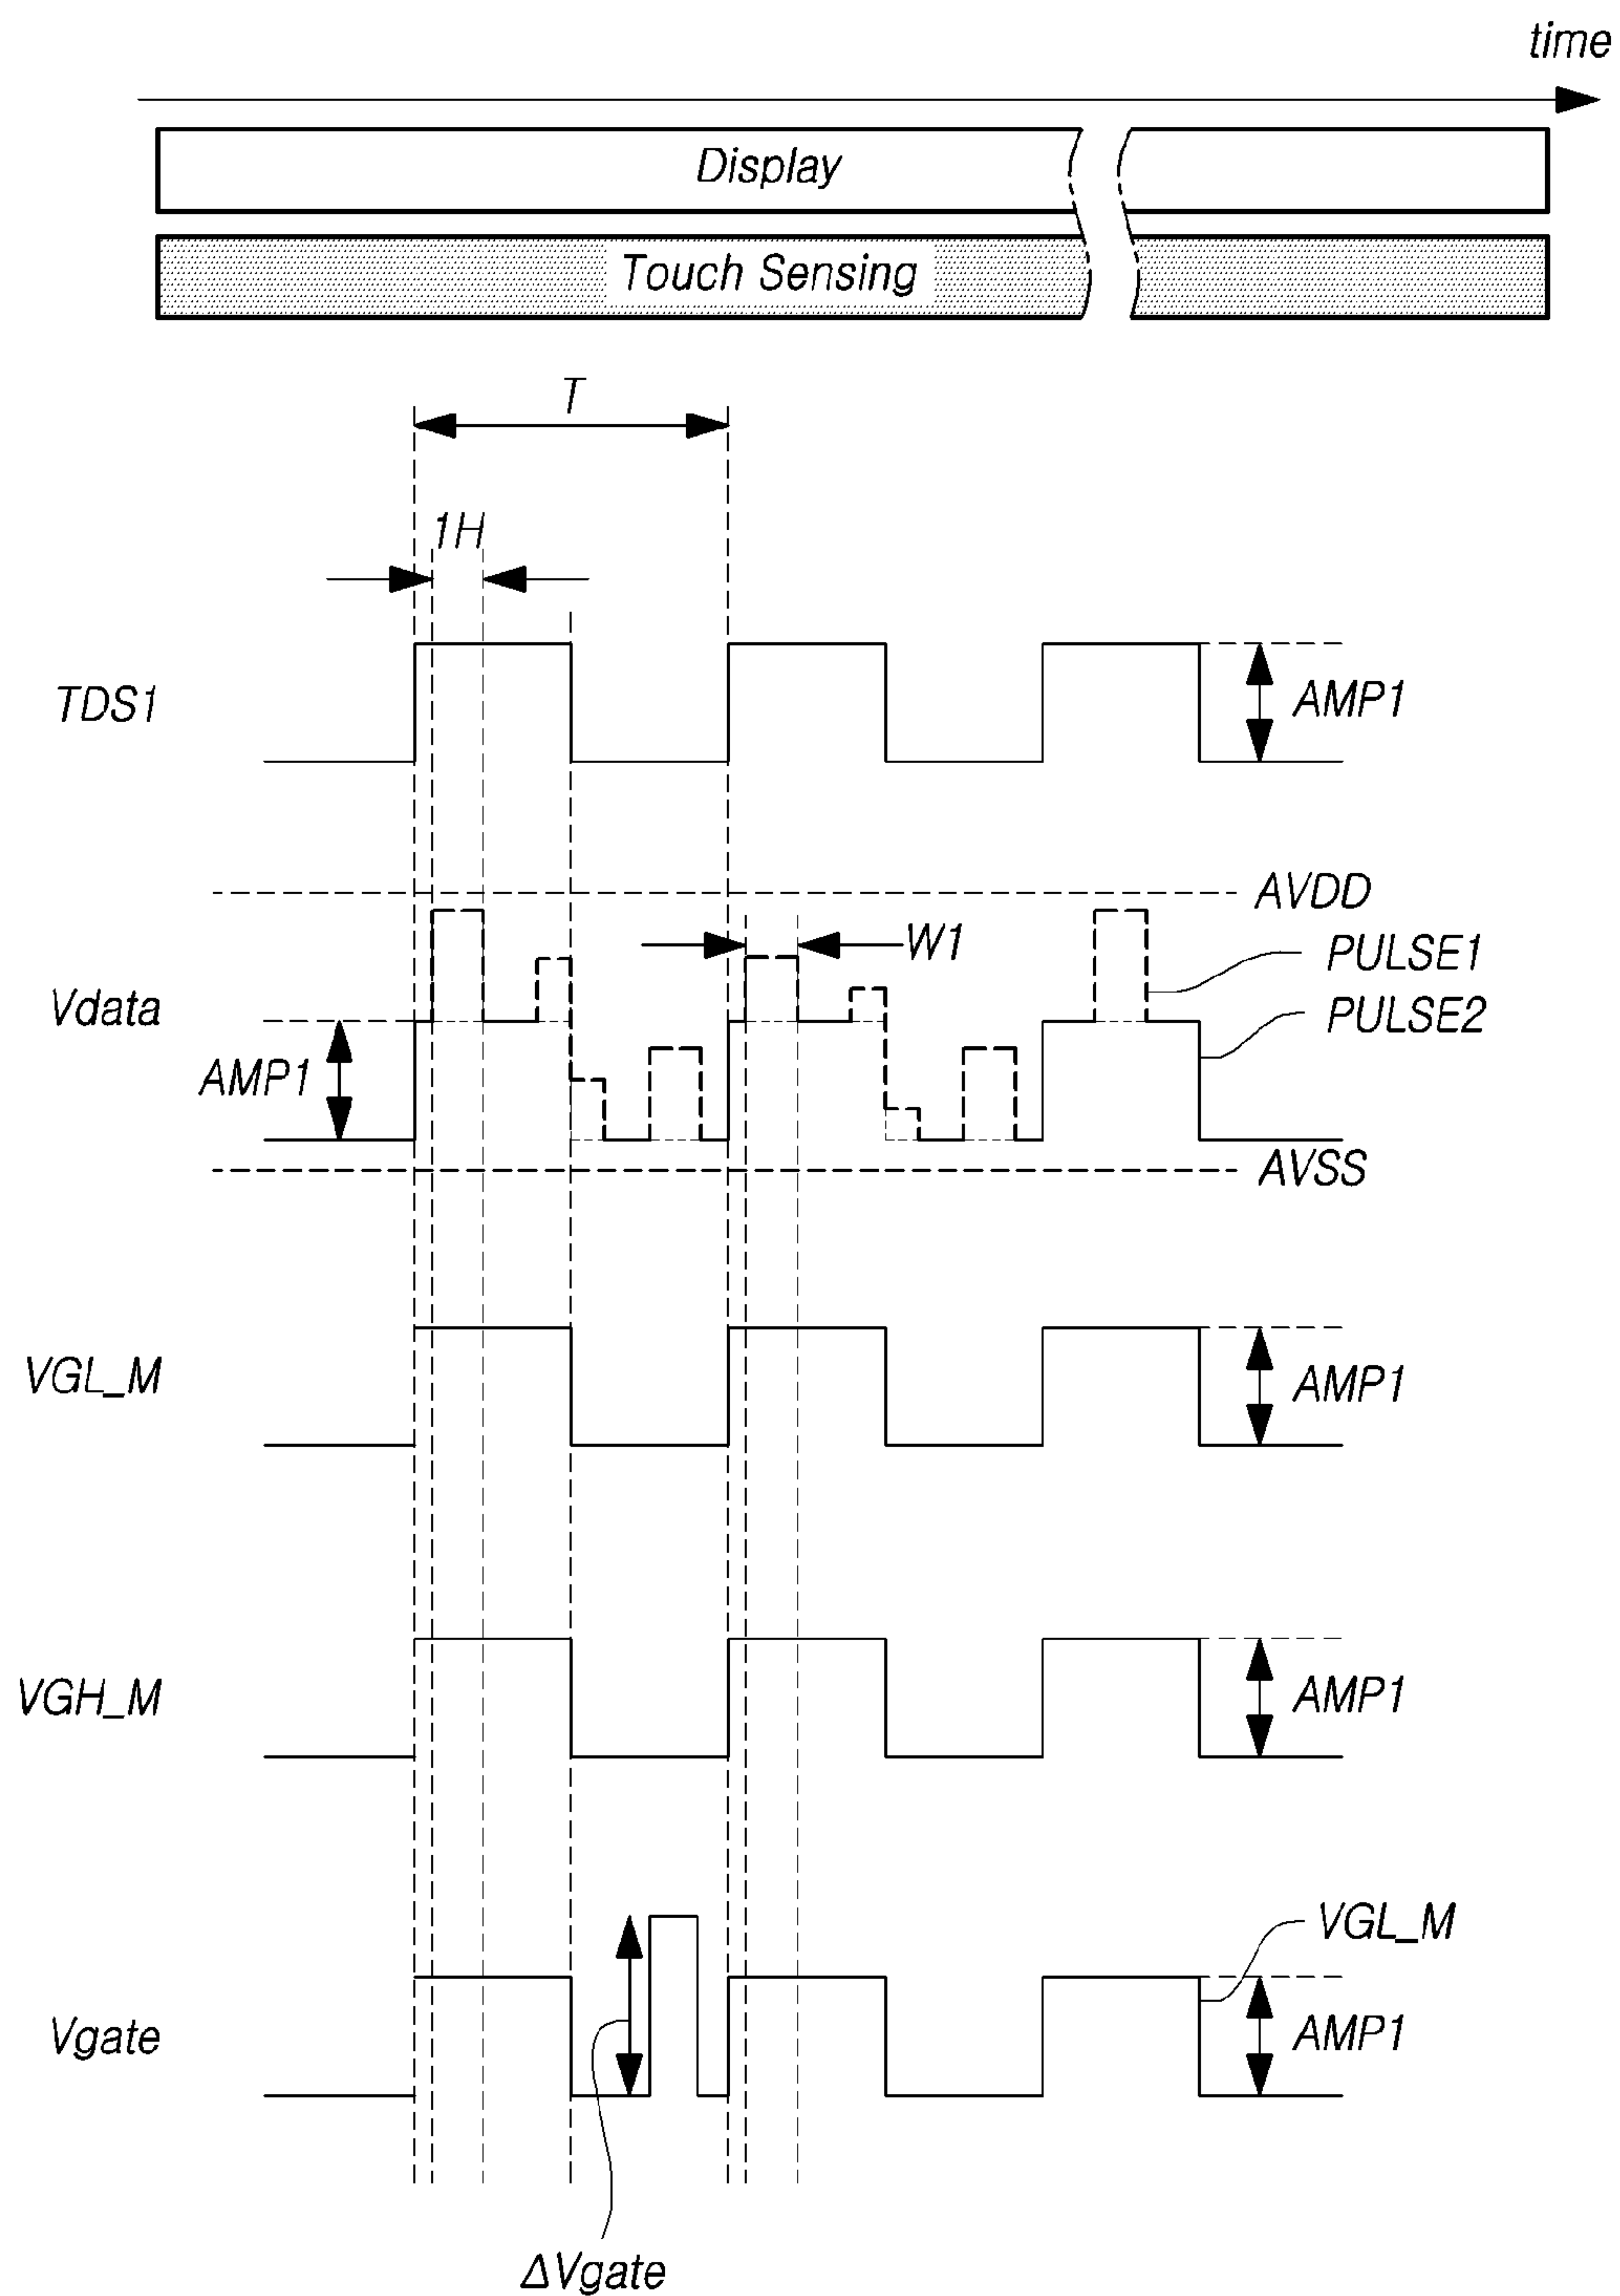 time
Display
Touch Sensing
T
1H
TDS1
AMP1
AVDD
W1
PULSE1
Vdata
PULSE2
AMP1
AVSS
VGL_M
AMP1
VGH_M
AMP1
VGL_M
Vgate
AMP1
ΔVgate